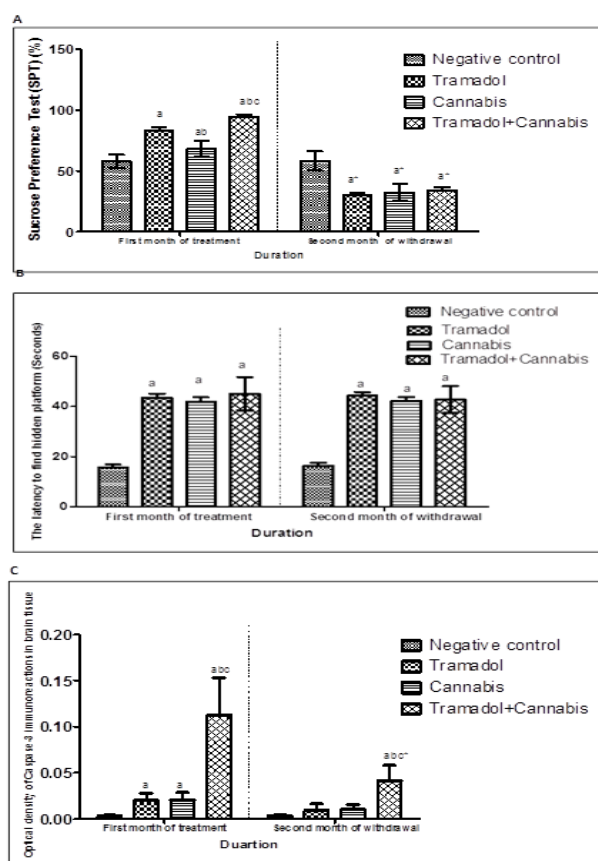 A
Sucrose Preference Test (SPT) (%)
150
100
50
0
Negative control
Tramadol
Cannabis
Tramadol+Cannabis
a
ab
abc
a*
a*
a*
First month of treatment
Second month of withdrawal
Duration
B
The latency to find hidden platform (Seconds)
60
40
20
0
Negative control
Tramadol
Cannabis
Tramadol+Cannabis
a
a
a
a
a
a
First month of treatment
Second month of withdrawal
Duration
C
Optical density of Caspase-3 immunoreactions in brain tissue
0.20
0.15
0.10
0.05
0.00
Negative control
Tramadol
Cannabis
Tramadol+Cannabis
a
a
abc
abc*
First month of treatment
Second month of withdrawal
Duartion